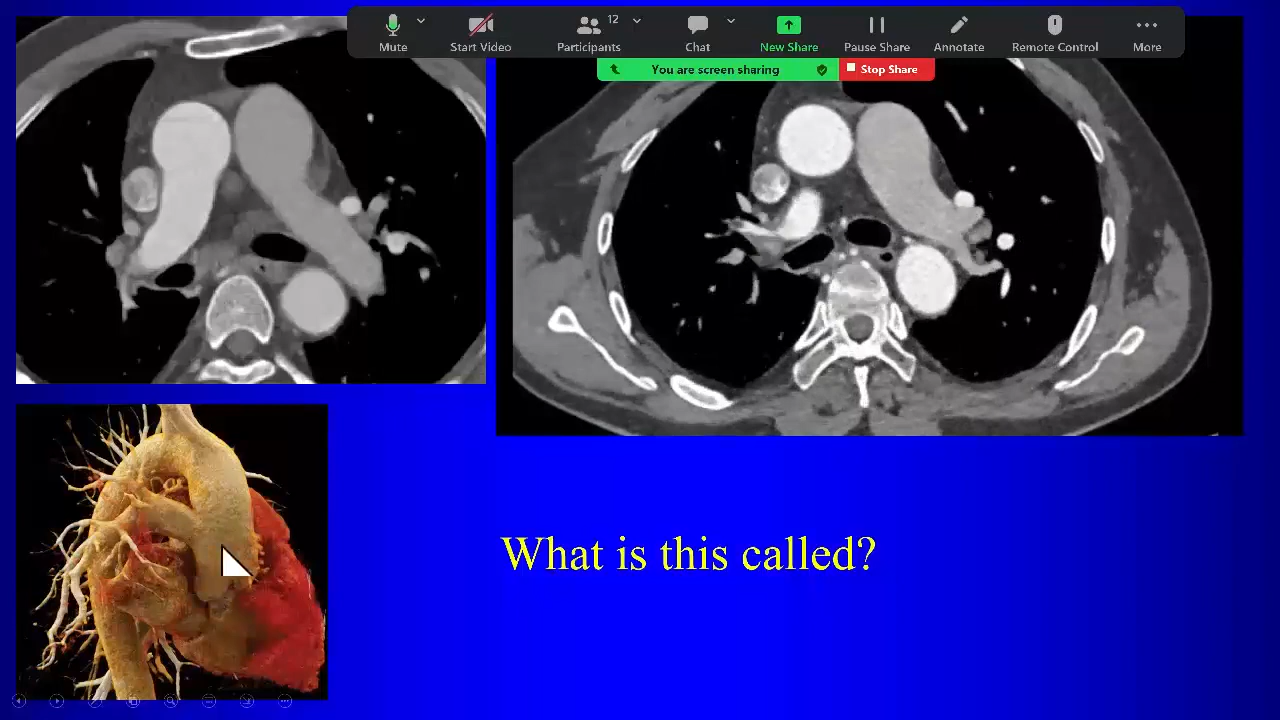 12
Mute
Start Video
Participants
Chat
New Share
Pause Share
Annotate
Remote Control
More
You are screen sharing
Stop Share
What is this called?